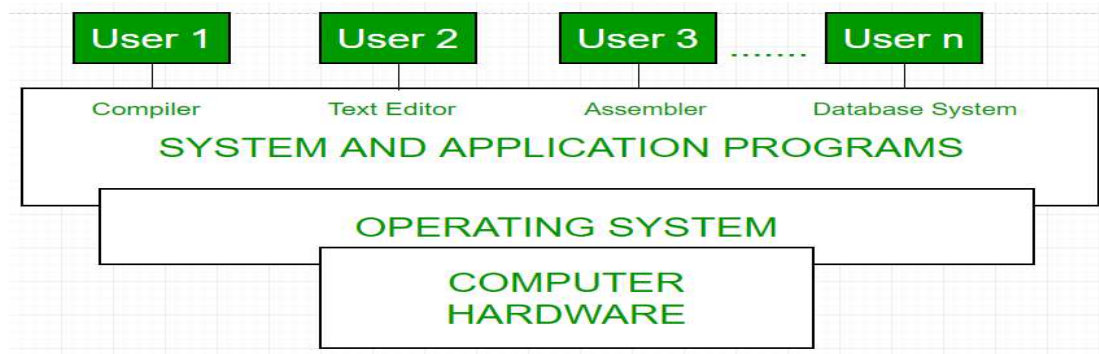 User 1 User 2 User 3 ....... User n
Compiler Text Editor Assembler Database System
SYSTEM AND APPLICATION PROGRAMS
OPERATING SYSTEM
COMPUTER
HARDWARE